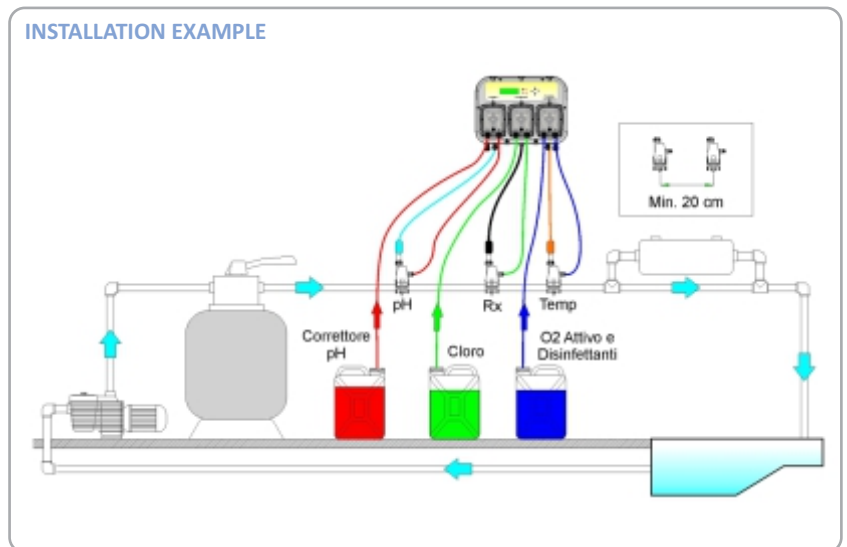 INSTALLATION EXAMPLE
Min. 20 cm
pH
Rx
Temp
Correttore
pH
Cloro
O2 Attivo e
Disinfettanti